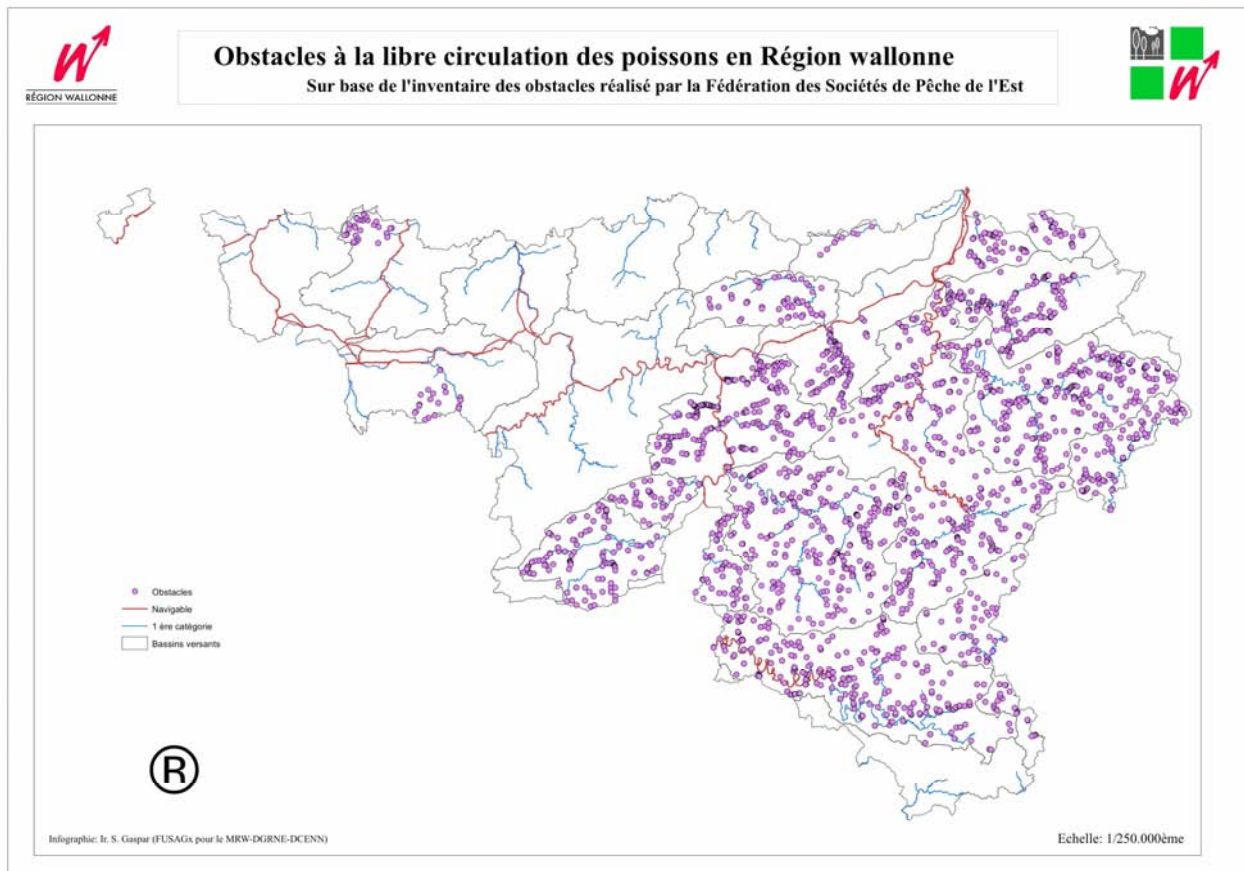 Obstacles à la libre circulation des poissons en Région wallonne
Sur base de l'inventaire des obstacles réalisé par la Fédération des Sociétés de Pêche de l'Est
RÉGION WALLONNE
Obstacles
Navigable
1 ère catégorie
Bassins versants
®
Infographie: Ir. S. Gaspar (FUSAGx pour le MRW-DGRNE-DCENN)
Echelle: 1/250.000ème